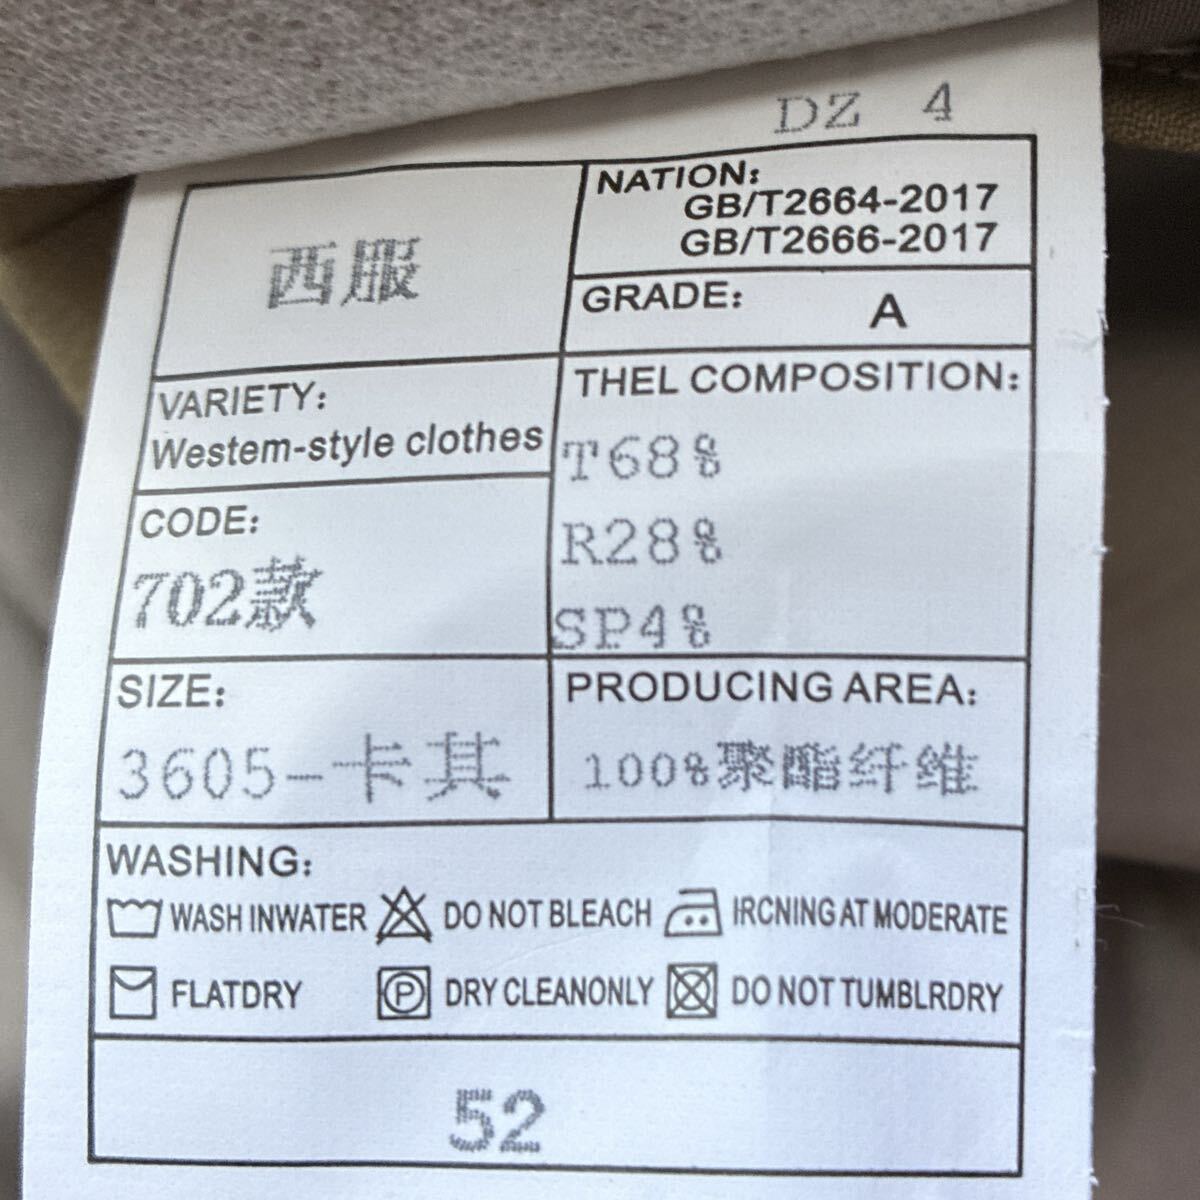 DZ 4
西服
NATION:
GB/T2664-2017
GB/T2666-2017
GRADE: A
VARIETY:
Westem-style clothes
THEL COMPOSITION:
T68%
R28%
SP4%
CODE:
702款
SIZE:
3605-卡其
PRODUCING AREA:
100%聚酯纤维
WASHING:
WASH INWATER DO NOT BLEACH IRCNING AT MODERATE
FLATDRY P DRY CLEANONLY DO NOT TUMBLRDRY
52